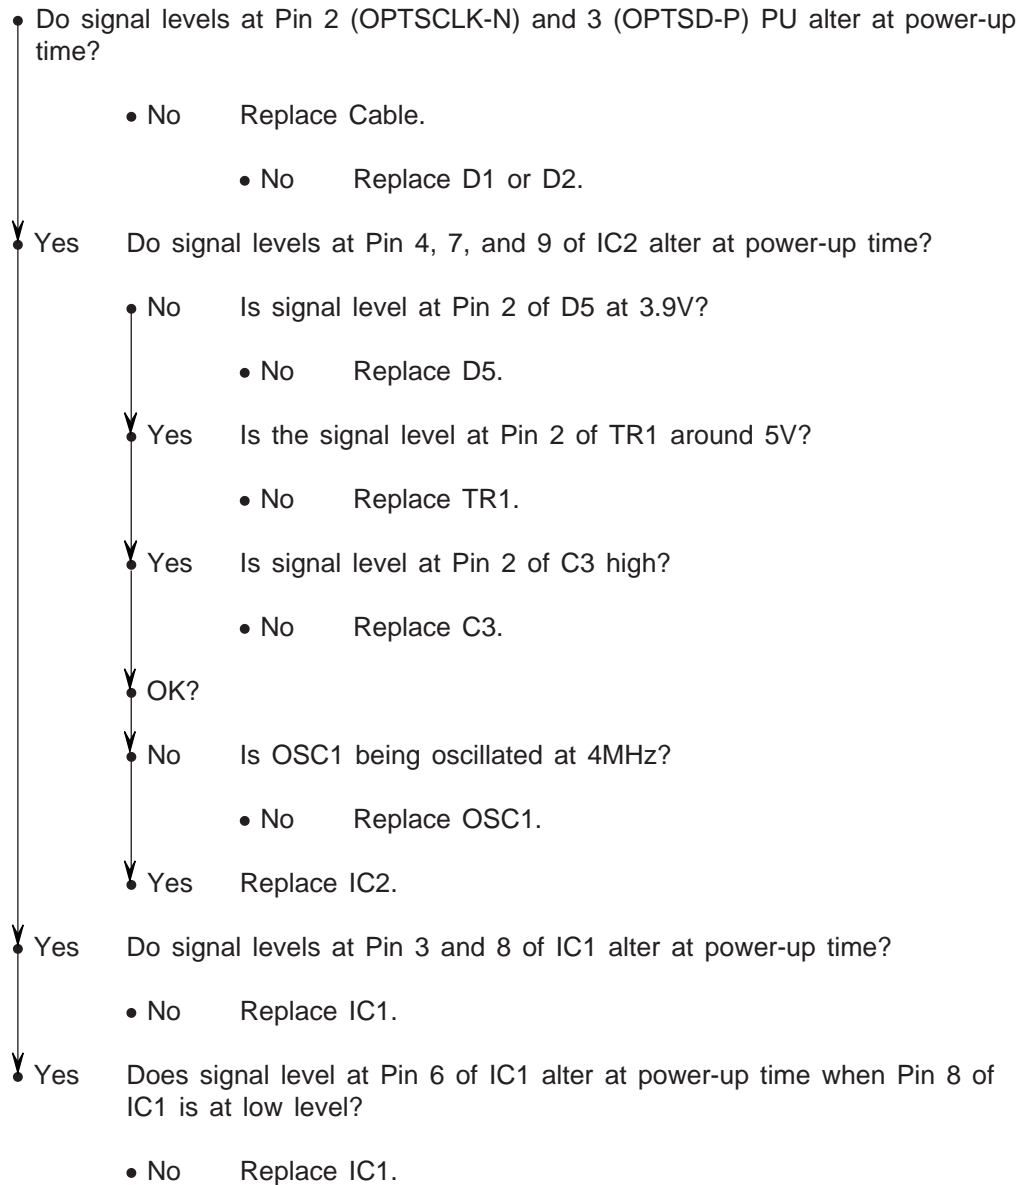 • Do signal levels at Pin 2 (OPTSCLK-N) and 3 (OPTSD-P) PU alter at power-up
time?
• No Replace Cable.
• No Replace D1 or D2.
• Yes Do signal levels at Pin 4, 7, and 9 of IC2 alter at power-up time?
• No Is signal level at Pin 2 of D5 at 3.9V?
• No Replace D5.
• Yes Is the signal level at Pin 2 of TR1 around 5V?
• No Replace TR1.
• Yes Is signal level at Pin 2 of C3 high?
• No Replace C3.
• OK?
• No Is OSC1 being oscillated at 4MHz?
• No Replace OSC1.
• Yes Replace IC2.
• Yes Do signal levels at Pin 3 and 8 of IC1 alter at power-up time?
• No Replace IC1.
• Yes Does signal level at Pin 6 of IC1 alter at power-up time when Pin 8 of
IC1 is at low level?
• No Replace IC1.